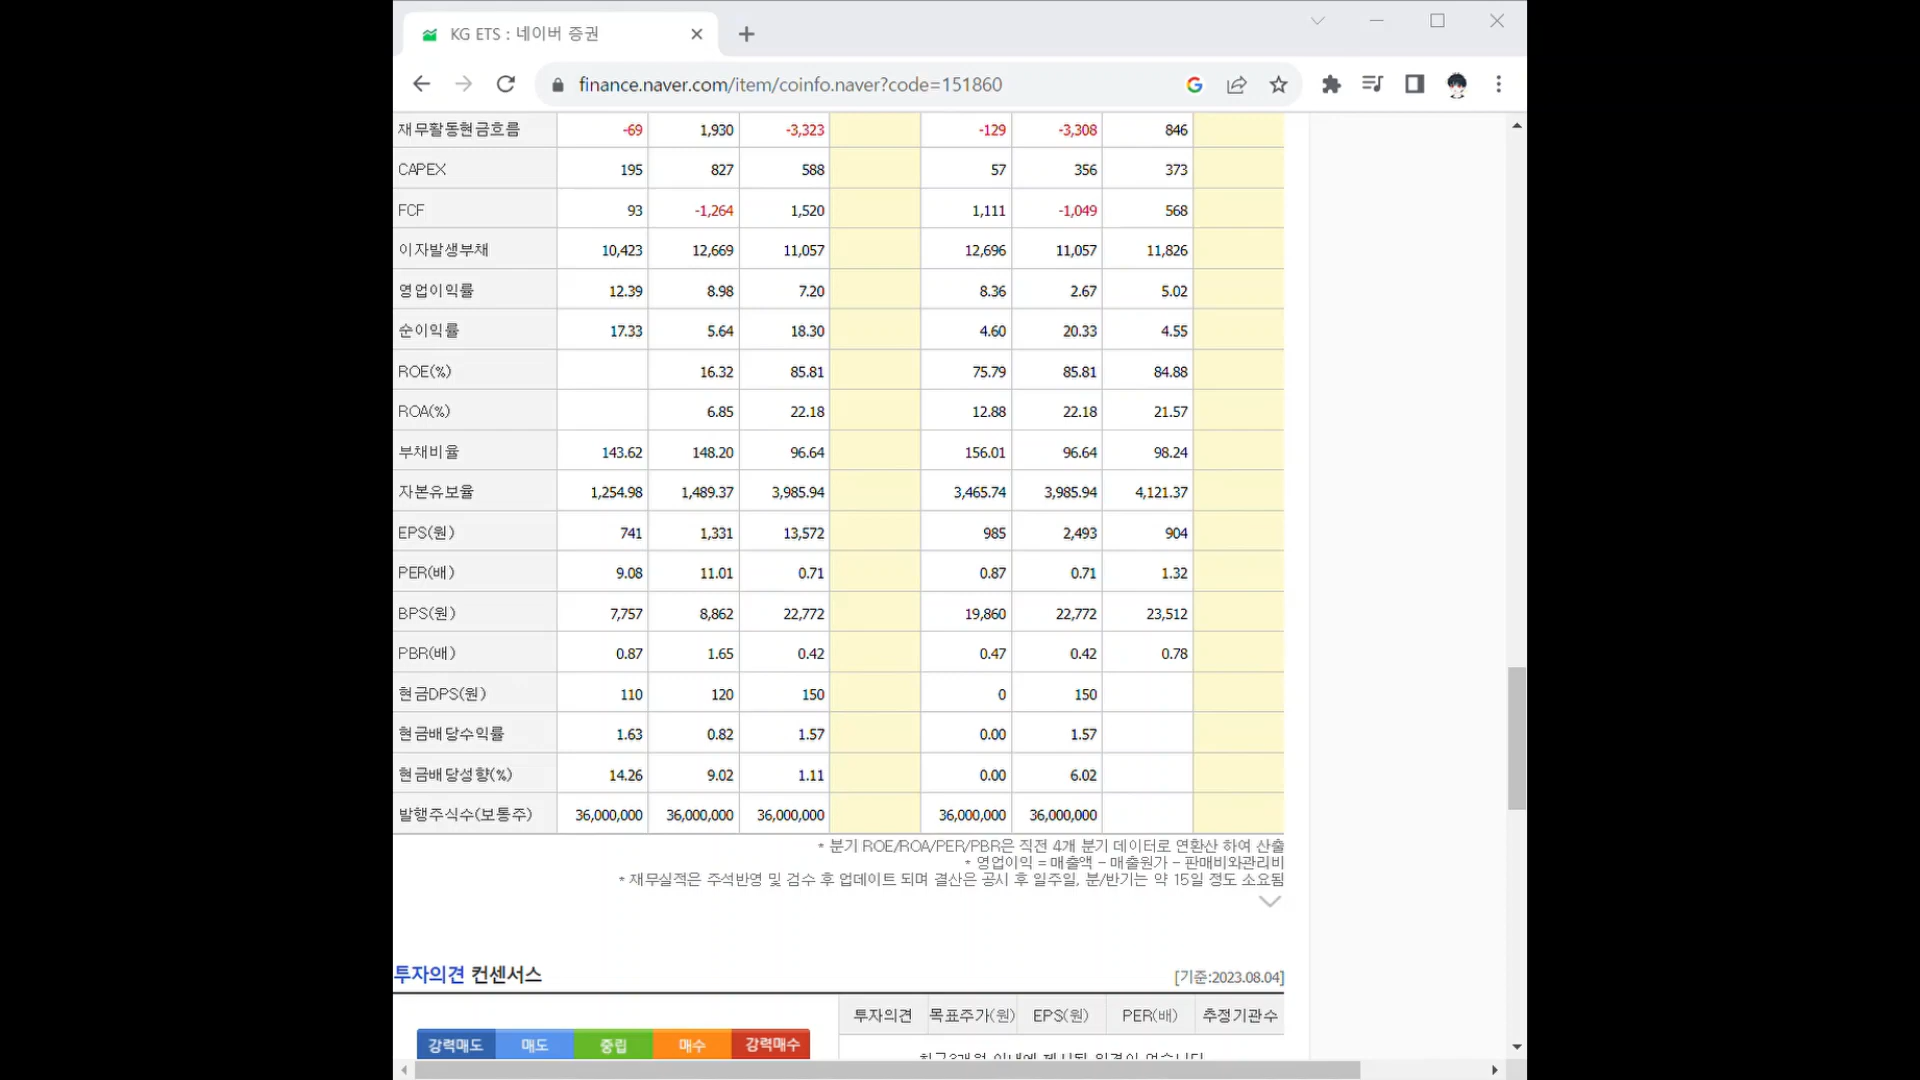 KG ETS : 네이버 증권
finance.naver.com/item/coinfo.naver?code=151860
재무활동현금흐름 -69 1,930 -3,323 -129 -3,308 846
CAPEX 195 827 588 57 356 373
FCF 93 -1,264 1,520 1,111 -1,049 568
이자발생부채 10,423 12,669 11,057 12,696 11,057 11,826
영업이익률 12.39 8.98 7.20 8.36 2.67 5.02
순이익률 17.33 5.64 18.30 4.60 20.33 4.55
ROE(%) 16.32 85.81 75.79 85.81 84.88
ROA(%) 6.85 22.18 12.88 22.18 21.57
부채비율 143.62 148.20 96.64 156.01 96.64 98.24
자본유보율 1,254.98 1,489.37 3,985.94 3,465.74 3,985.94 4,121.37
EPS(원) 741 1,331 13,572 985 2,493 904
PER(배) 9.08 11.01 0.71 0.87 0.71 1.32
BPS(원) 7,757 8,862 22,772 19,860 22,772 23,512
PBR(배) 0.87 1.65 0.42 0.47 0.42 0.78
현금DPS(원) 110 120 150 0 150
현금배당수익률 1.63 0.82 1.57 0.00 1.57
현금배당성향(%) 14.26 9.02 1.11 0.00 6.02
발행주식수(보통주) 36,000,000 36,000,000 36,000,000 36,000,000 36,000,000
* 분기 ROE/ROA/PER/PBR은 직전 4개 분기 데이터로 연환산 하여 산출
* 영업이익 = 매출액 - 매출원가 - 판매비와관리비
* 재무실적은 주석반영 및 검수 후 업데이트 되며 결산은 공시 후 일주일, 분/반기는 약 15일 정도 소요됨
투자의견 컨센서스 [기준:2023.08.04]
투자의견 목표주가(원) EPS(원) PER(배) 추정기관수
강력매도 매도 중립 매수 강력매수